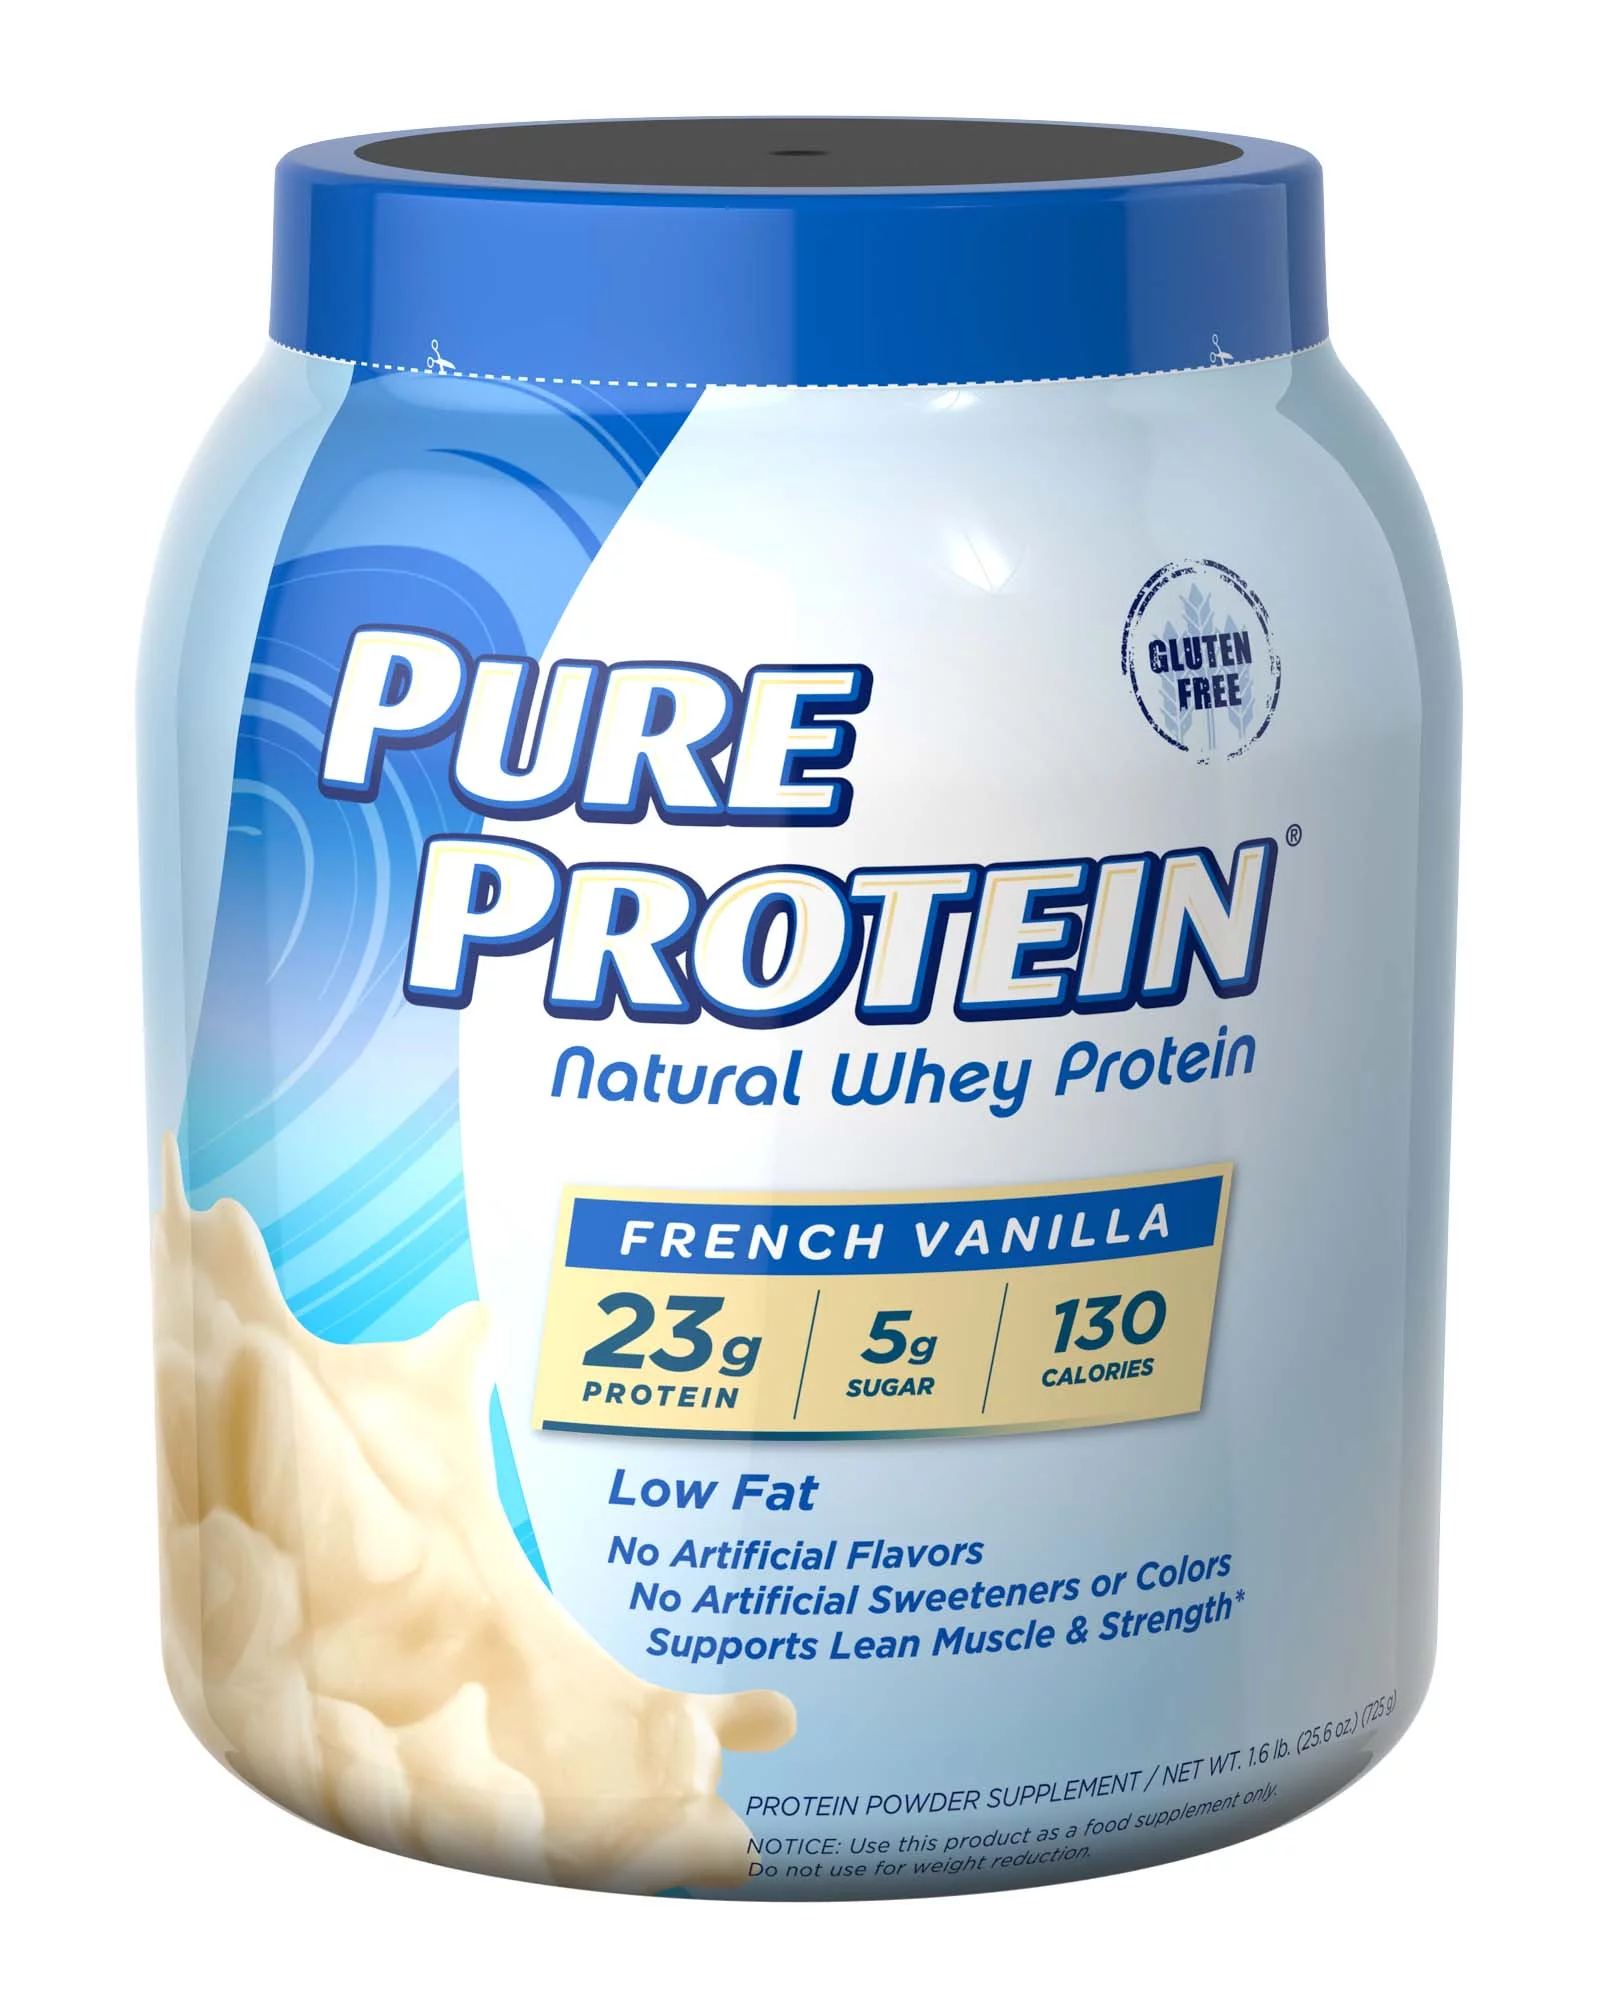 GLUTEN
FREE
PURE
PROTEIN®
Natural Whey Protein
FRENCH VANILLA
23g PROTEIN
5g SUGAR
130 CALORIES
Low Fat
No Artificial Flavors
No Artificial Sweeteners or Colors
Supports Lean Muscle & Strength*
PROTEIN POWDER SUPPLEMENT / NET WT. 1.6 lb. (25.6 oz.) (725 g)
NOTICE: Use this product as a food supplement only.
Do not use for weight reduction.